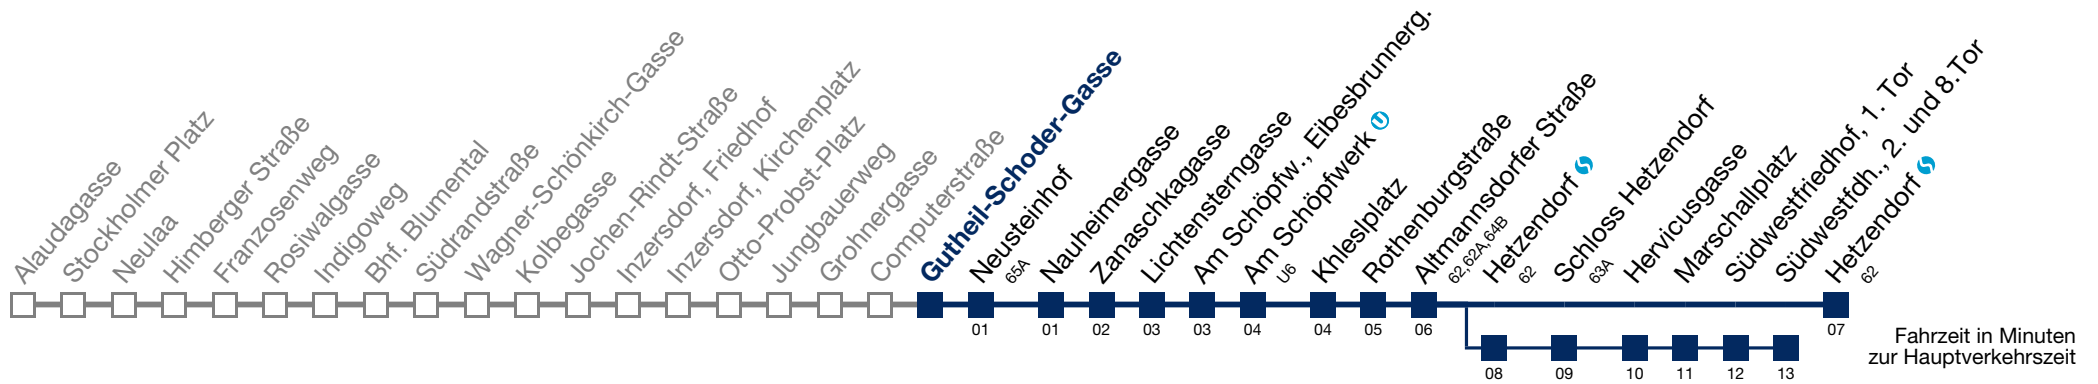 Alaudagasse
Stockholmer Platz
Neulaa
Himberger Straße
Franzosenweg
Rosiwalgasse
Indigoweg
Bhf. Blumental
Südrandstraße
Wagner-Schönkirch-Gasse
Kolbegasse
Jochen-Rindt-Straße
Inzersdorf, Friedhof
Inzersdorf, Kirchenplatz
Otto-Probst-Platz
Jungbauerweg
Grohnergasse
Computerstraße
Gutheil-Schoder-Gasse
Neusteinhof
65A
Nauheimergasse
Zanaschkagasse
Lichtensterngasse
Am Schöpfw., Eibesbrunnerg.
Am Schöpfwerk U
U6
Khleslplatz
Rothenburgstraße
Altmannsdorfer Straße
62,62A,64B
Hetzendorf S
62
Schloss Hetzendorf
63A
Hervicusgasse
Marschallplatz
Südwestfriedhof, 1. Tor
Südwestfdh., 2. und 8.Tor
Hetzendorf S
62
01 01 02 03 03 04 04 05 06 07
08 09 10 11 12 13
Fahrzeit in Minuten
zur Hauptverkehrszeit